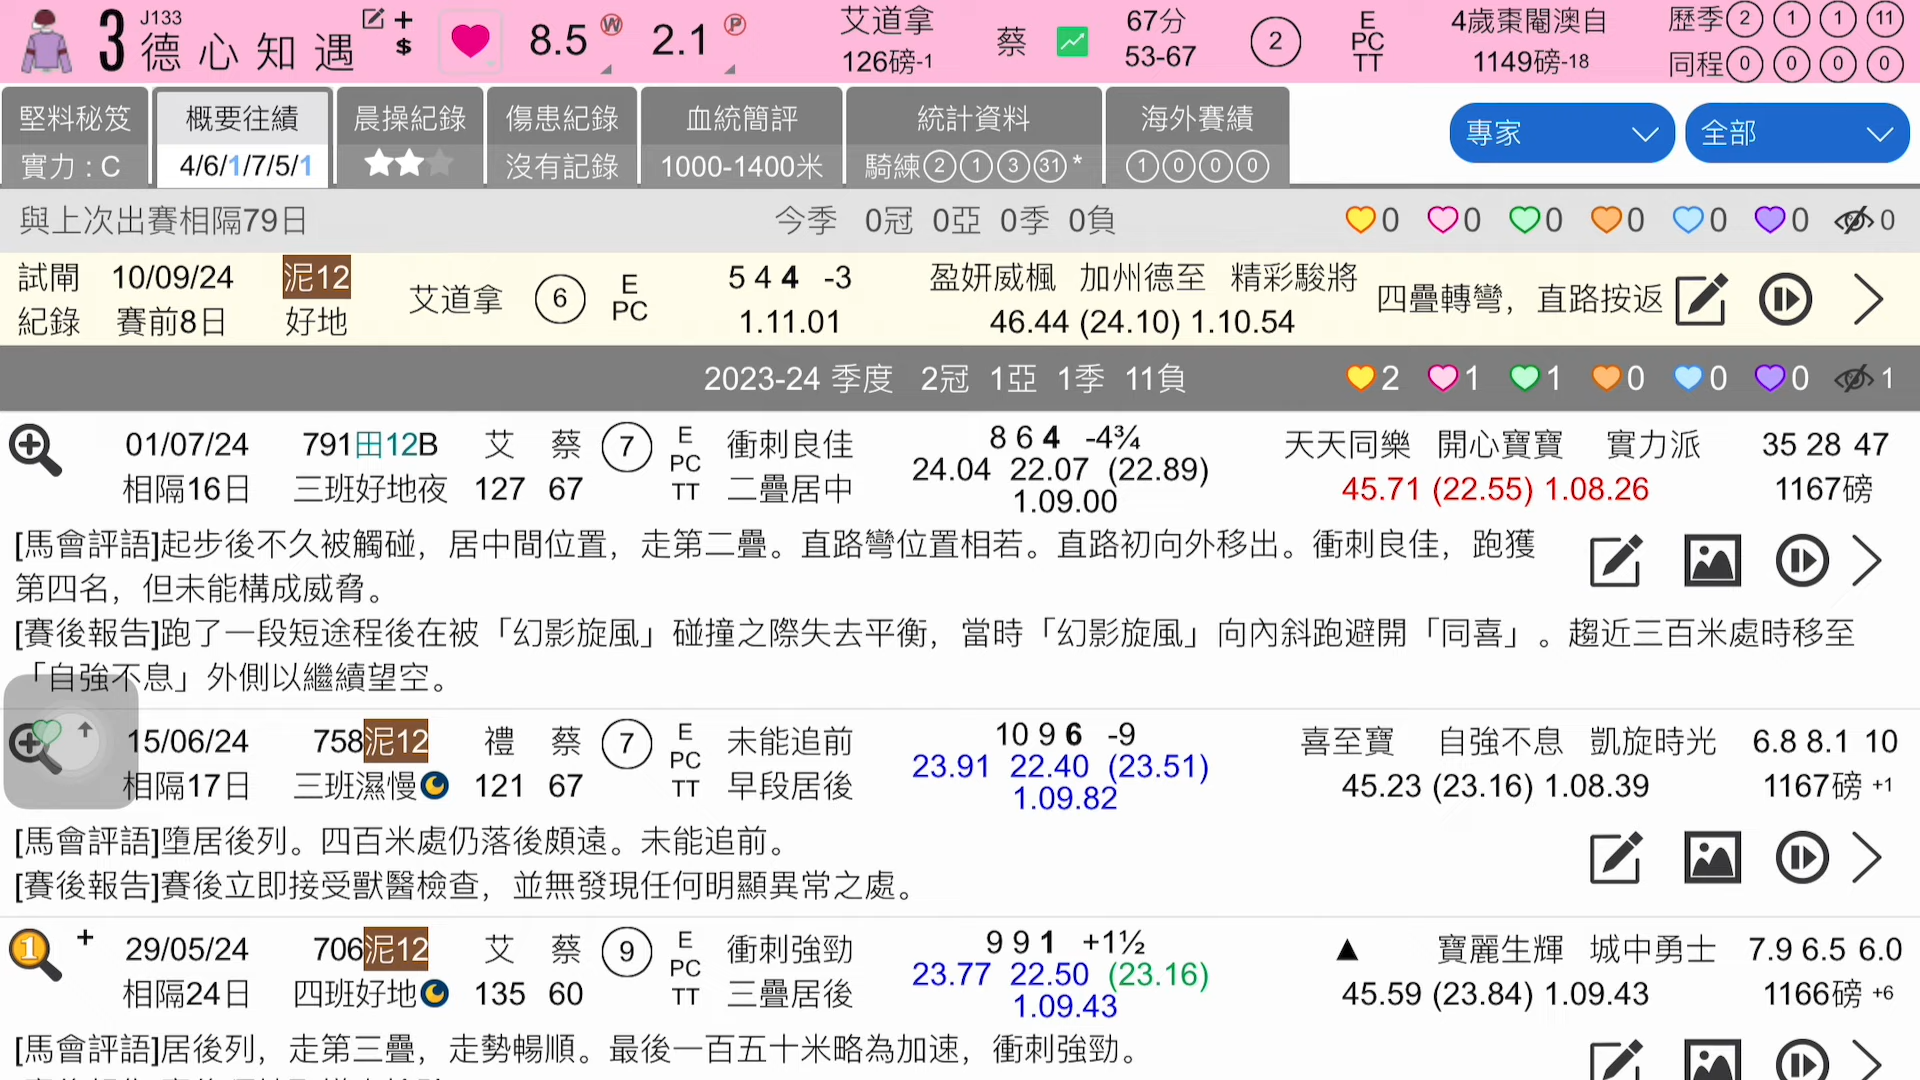 3 J133 德心知遇 + $ 8.5 W 2.1 P 艾道拿 126磅-1 蔡 67分 53-67 2 E PC TT 4歲棗閹澳自 1149磅-18 歷季 2 1 1 11 同程 0 0 0 0
堅料秘笈 概要往績 晨操紀錄 傷患紀錄 血統簡評 統計資料 海外賽績 專家 全部
實力 : C 4/6/1/7/5/1 沒有記錄 1000-1400米 騎練 2 1 3 31 * 1 0 0 0
與上次出賽相隔79日 今季 0冠 0亞 0季 0負 0 0 0 0 0 0 0
試閘 10/09/24 泥12 艾道拿 6 E 5 4 4 -3 盈妍威楓 加州德至 精彩駿將 四疊轉彎，直路按返
紀錄 賽前8日 好地 PC 1.11.01 46.44 (24.10) 1.10.54
2023-24 季度 2冠 1亞 1季 11負 2 1 1 0 0 0 1
01/07/24 791田12B 艾 蔡 7 E 衝刺良佳 8 6 4 -4¾ 天天同樂 開心寶寶 實力派 35 28 47
PC 24.04 22.07 (22.89)
相隔16日 三班好地夜 127 67 TT 二疊居中 1.09.00 45.71 (22.55) 1.08.26 1167磅
[馬會評語]起步後不久被觸碰，居中間位置，走第二疊。直路彎位置相若。直路初向外移出。衝刺良佳，跑獲
第四名，但未能構成威脅。
[賽後報告]跑了一段短途程後在被「幻影旋風」碰撞之際失去平衡，當時「幻影旋風」向內斜跑避開「同喜」。趨近三百米處時移至
「自強不息」外側以繼續望空。
15/06/24 758泥12 禮 蔡 7 E 未能追前 10 9 6 -9 喜至寶 自強不息 凱旋時光 6.8 8.1 10
PC 23.91 22.40 (23.51)
相隔17日 三班濕慢 121 67 TT 早段居後 1.09.82 45.23 (23.16) 1.08.39 1167磅 +1
[馬會評語]墮居後列。四百米處仍落後頗遠。未能追前。
[賽後報告]賽後立即接受獸醫檢查，並無發現任何明顯異常之處。
1 + 29/05/24 706泥12 艾 蔡 9 E 衝刺強勁 9 9 1 +1½ ▲ 寶麗生輝 城中勇士 7.9 6.5 6.0
PC 23.77 22.50 (23.16)
相隔24日 四班好地 135 60 TT 三疊居後 1.09.43 45.59 (23.84) 1.09.43 1166磅 +6
[馬會評語]居後列，走第三疊，走勢暢順。最後一百五十米略為加速，衝刺強勁。